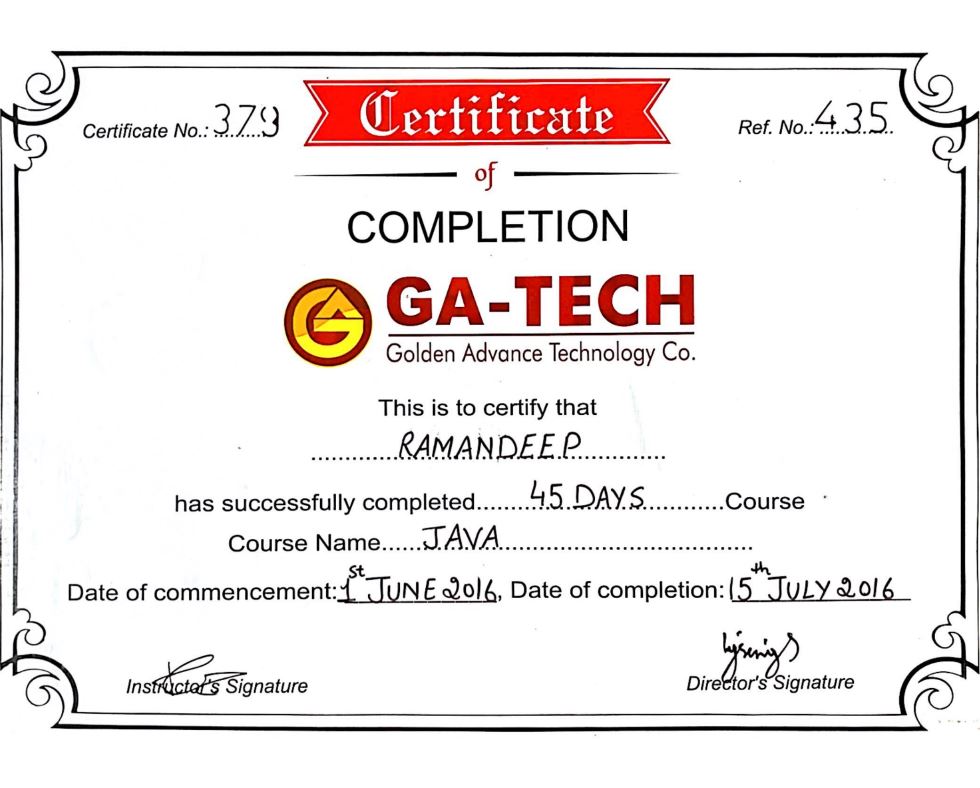 Certificate No.: 379
Certificate
Ref. No.: 435
of
COMPLETION
GA-TECH
Golden Advance Technology Co.
This is to certify that
RAMANDEEP
has successfully completed 45 DAYS Course
Course Name JAVA
Date of commencement: 1st JUNE 2016, Date of completion: 15th JULY 2016
Instructor's Signature
Director's Signature